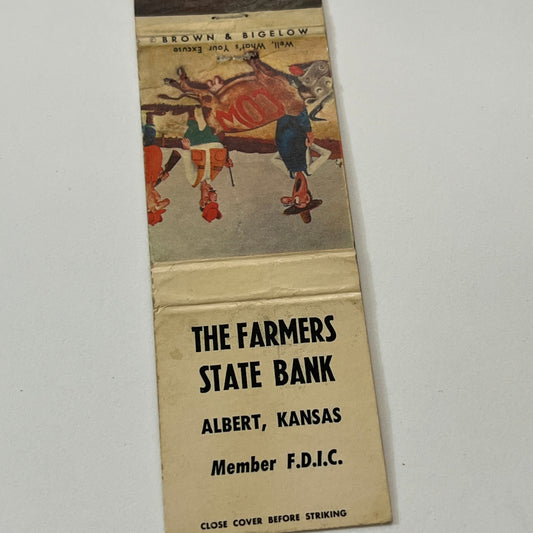 © BROWN & BIGELOW
Well, What's Your Excuse
COW
THE FARMERS
STATE BANK
ALBERT, KANSAS
Member F.D.I.C.
CLOSE COVER BEFORE STRIKING